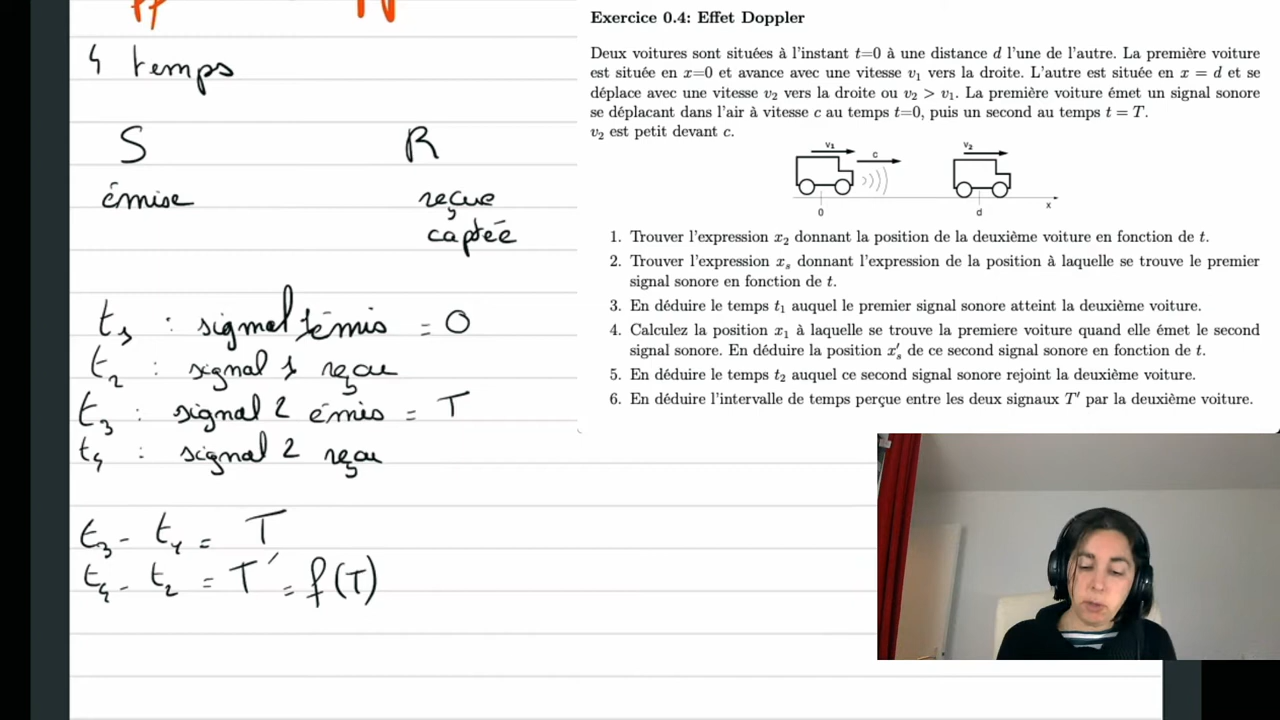 4 temps
S R
émise reçue
captée
t₁ : signal 1 émis = 0
t₂ : signal 1 reçu
t₃ : signal 2 émis = T
t₄ : signal 2 reçu
t₃ - t₁ = T
t₄ - t₂ = T' = f(T)
Exercice 0.4: Effet Doppler
Deux voitures sont situées à l'instant t=0 à une distance d l'une de l'autre. La première voiture
est située en x=0 et avance avec une vitesse v₁ vers la droite. L'autre est située en x = d et se
déplace avec une vitesse v₂ vers la droite ou v₂ > v₁. La première voiture émet un signal sonore
se déplacant dans l'air à vitesse c au temps t=0, puis un second au temps t = T.
v₂ est petit devant c.
v₁ c v₂
0 d x
1. Trouver l'expression x₂ donnant la position de la deuxième voiture en fonction de t.
2. Trouver l'expression xₛ donnant l'expression de la position à laquelle se trouve le premier
signal sonore en fonction de t.
3. En déduire le temps t₁ auquel le premier signal sonore atteint la deuxième voiture.
4. Calculez la position x₁ à laquelle se trouve la premiere voiture quand elle émet le second
signal sonore. En déduire la position x'ₛ de ce second signal sonore en fonction de t.
5. En déduire le temps t₂ auquel ce second signal sonore rejoint la deuxième voiture.
6. En déduire l'intervalle de temps perçue entre les deux signaux T' par la deuxième voiture.